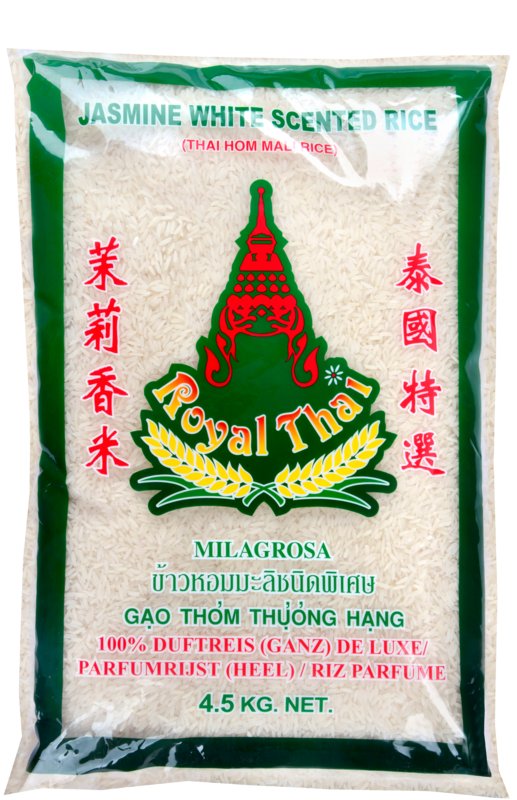 JASMINE WHITE SCENTED RICE
(THAI HOM MALI RICE)
茉莉香米
泰國特選
Royal Thai
MILAGROSA
ข้าวหอมมะลิชนิดพิเศษ
GẠO THỎM THỤỎNG HẠNG
100% DUFTREIS (GANZ) DE LUXE/
PARFUMRIJST (HEEL) / RIZ PARFUME
4.5 KG. NET.